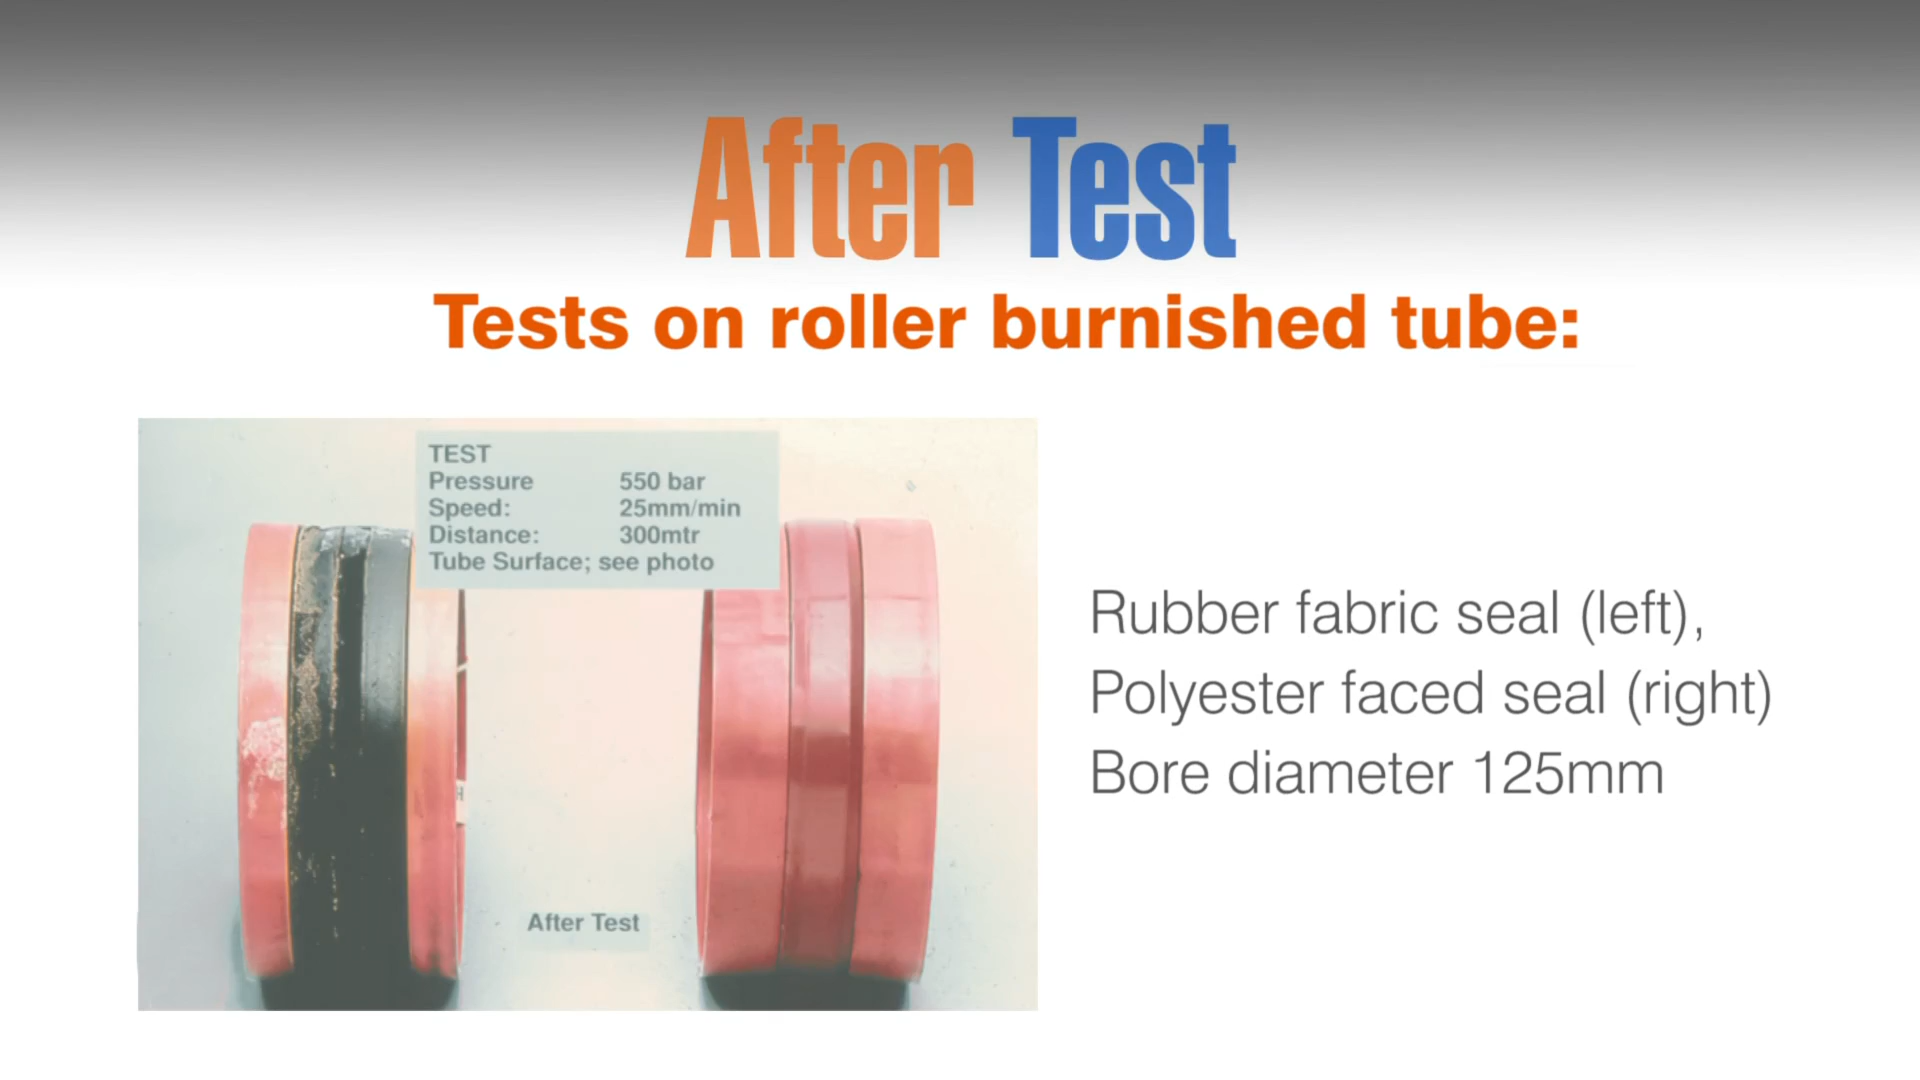 After Test
Tests on roller burnished tube:
TEST
Pressure 550 bar
Speed: 25mm/min
Distance: 300mtr
Tube Surface; see photo
After Test
Rubber fabric seal (left),
Polyester faced seal (right)
Bore diameter 125mm